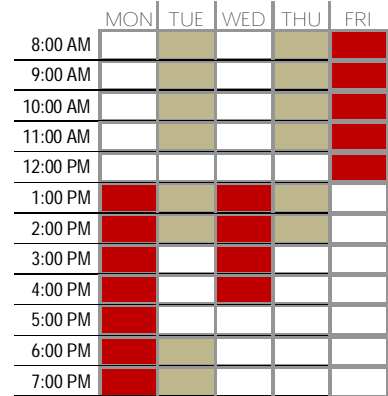 MON TUE WED THU FRI
8:00 AM
9:00 AM
10:00 AM
11:00 AM
12:00 PM
1:00 PM
2:00 PM
3:00 PM
4:00 PM
5:00 PM
6:00 PM
7:00 PM